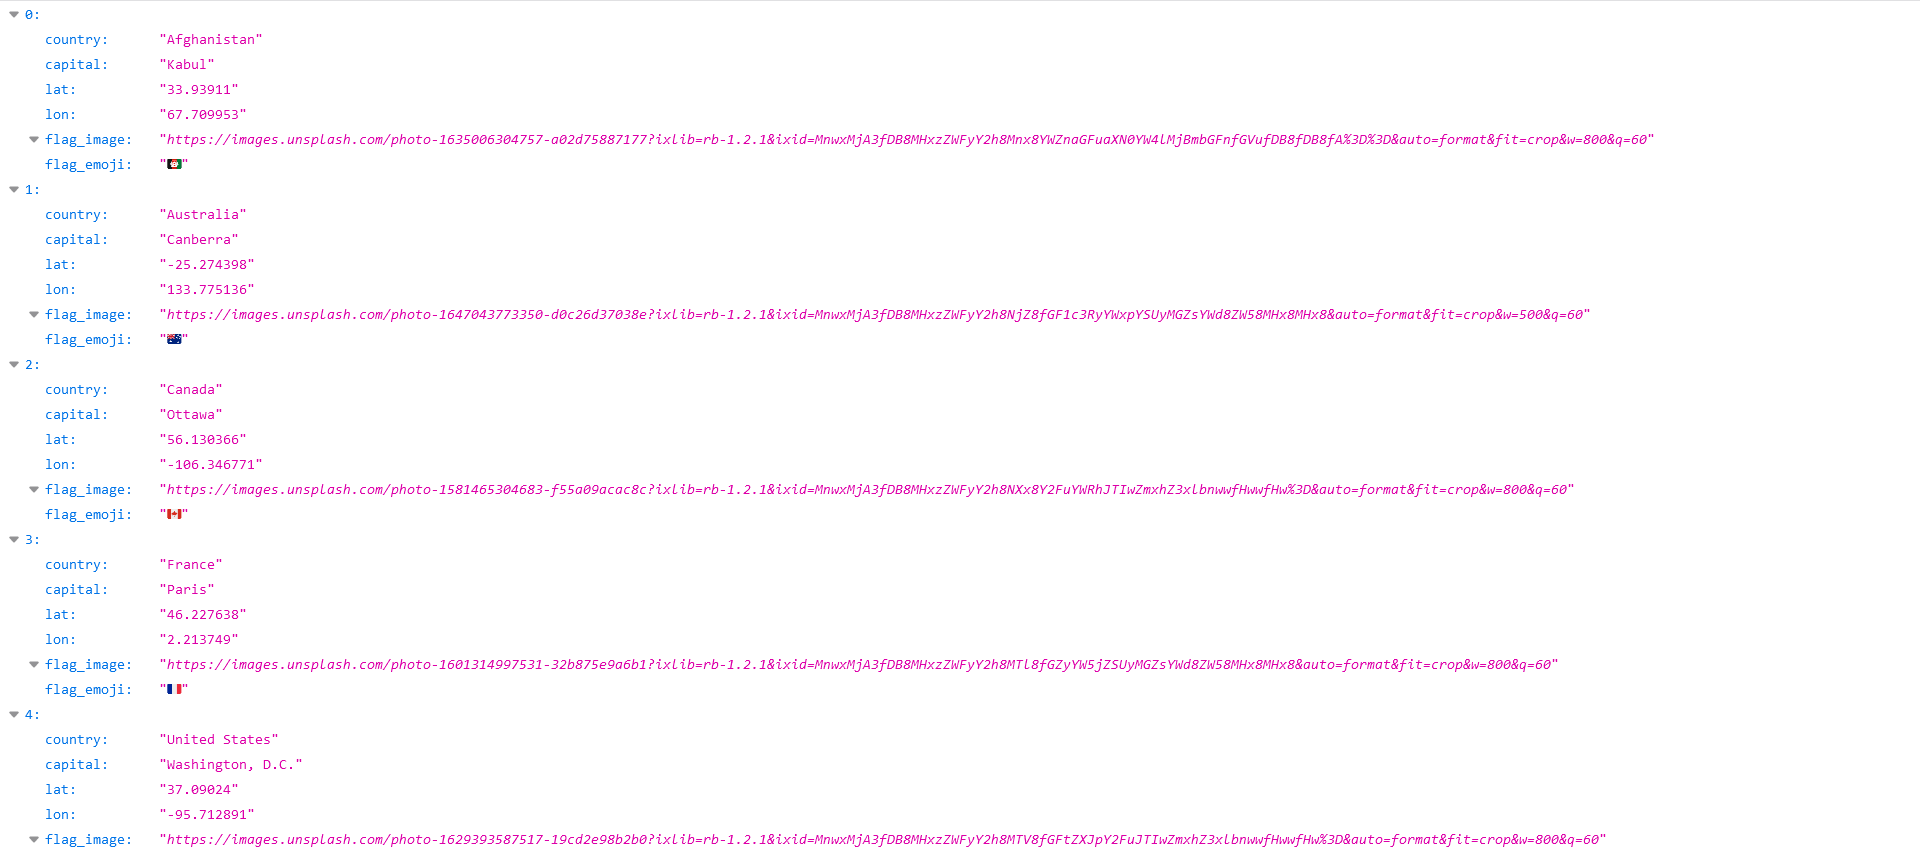 0:
country: "Afghanistan"
capital: "Kabul"
lat: "33.93911"
lon: "67.709953"
flag_image: "https://images.unsplash.com/photo-1635006304757-a02d75887177?ixlib=rb-1.2.1&ixid=MnwxMjA3fDB8MHxzZWFyY2h8Mnx8YWZnaGFuaXN0YW4lMjBmbGFnfGVufDB8fDB8fA%3D%3D&auto=format&fit=crop&w=800&q=60"
flag_emoji: "🇦🇫"
1:
country: "Australia"
capital: "Canberra"
lat: "-25.274398"
lon: "133.775136"
flag_image: "https://images.unsplash.com/photo-1647043773350-d0c26d37038e?ixlib=rb-1.2.1&ixid=MnwxMjA3fDB8MHxzZWFyY2h8NjZ8fGF1c3RyYWxpYSUyMGZsYWd8ZW58MHx8MHx8&auto=format&fit=crop&w=500&q=60"
flag_emoji: "🇦🇺"
2:
country: "Canada"
capital: "Ottawa"
lat: "56.130366"
lon: "-106.346771"
flag_image: "https://images.unsplash.com/photo-1581465304683-f55a09acac8c?ixlib=rb-1.2.1&ixid=MnwxMjA3fDB8MHxzZWFyY2h8NXx8Y2FuYWRhJTIwZmxhZ3xlbnwwfHwwfHw%3D&auto=format&fit=crop&w=800&q=60"
flag_emoji: "🇨🇦"
3:
country: "France"
capital: "Paris"
lat: "46.227638"
lon: "2.213749"
flag_image: "https://images.unsplash.com/photo-1601314997531-32b875e9a6b1?ixlib=rb-1.2.1&ixid=MnwxMjA3fDB8MHxzZWFyY2h8MTl8fGZyYW5jZSUyMGZsYWd8ZW58MHx8MHx8&auto=format&fit=crop&w=800&q=60"
flag_emoji: "🇫🇷"
4:
country: "United States"
capital: "Washington, D.C."
lat: "37.09024"
lon: "-95.712891"
flag_image: "https://images.unsplash.com/photo-1629393587517-19cd2e98b2b0?ixlib=rb-1.2.1&ixid=MnwxMjA3fDB8MHxzZWFyY2h8MTV8fGFtZXJpY2FuJTIwZmxhZ3xlbnwwfHwwfHw%3D&auto=format&fit=crop&w=800&q=60"